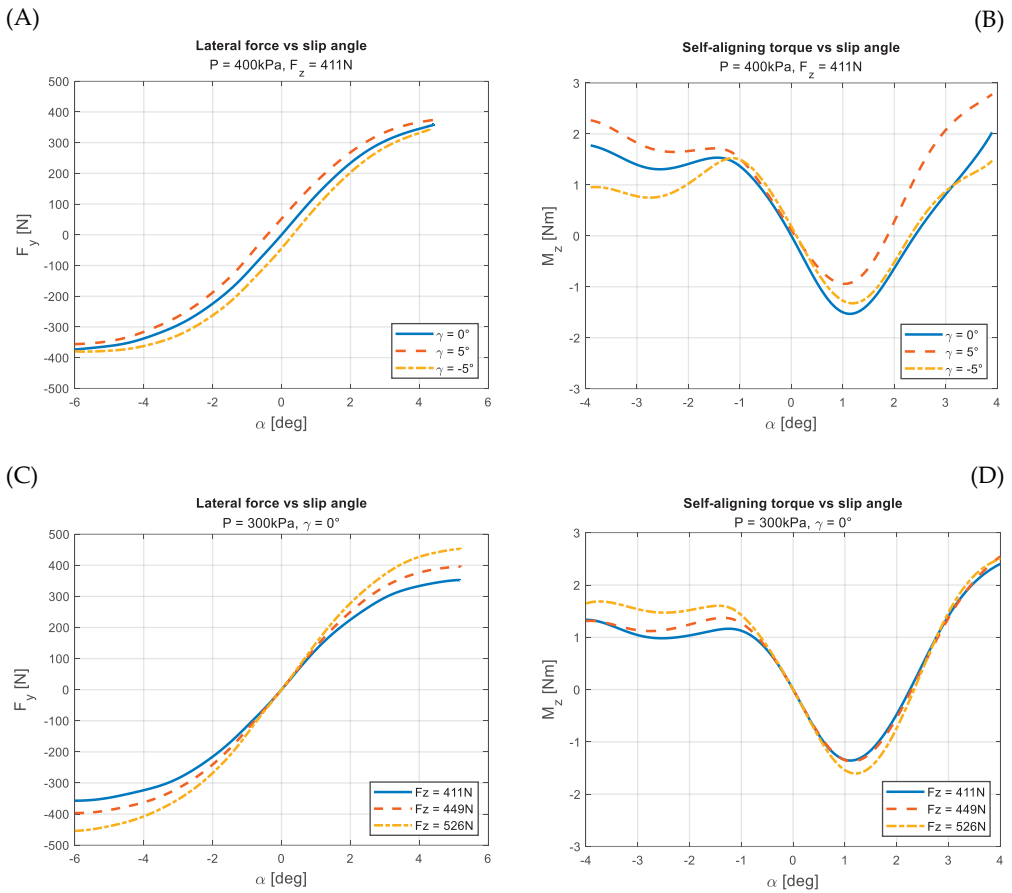 (A)
Lateral force vs slip angle
P = 400kPa, F_z = 411N
500
400
300
200
100
0
-100
-200
-300
-400
-500
F_y [N]
-6
-4
-2
0
2
4
6
α [deg]
γ = 0°
γ = 5°
γ = -5°
(B)
Self-aligning torque vs slip angle
P = 400kPa, F_z = 411N
3
2
1
0
-1
-2
-3
M_z [Nm]
-4
-3
-2
-1
0
1
2
3
4
α [deg]
γ = 0°
γ = 5°
γ = -5°
(C)
Lateral force vs slip angle
P = 300kPa, γ = 0°
500
400
300
200
100
0
-100
-200
-300
-400
-500
F_y [N]
-6
-4
-2
0
2
4
6
α [deg]
Fz = 411N
Fz = 449N
Fz = 526N
(D)
Self-aligning torque vs slip angle
P = 300kPa, γ = 0°
3
2
1
0
-1
-2
-3
M_z [Nm]
-4
-3
-2
-1
0
1
2
3
4
α [deg]
Fz = 411N
Fz = 449N
Fz = 526N